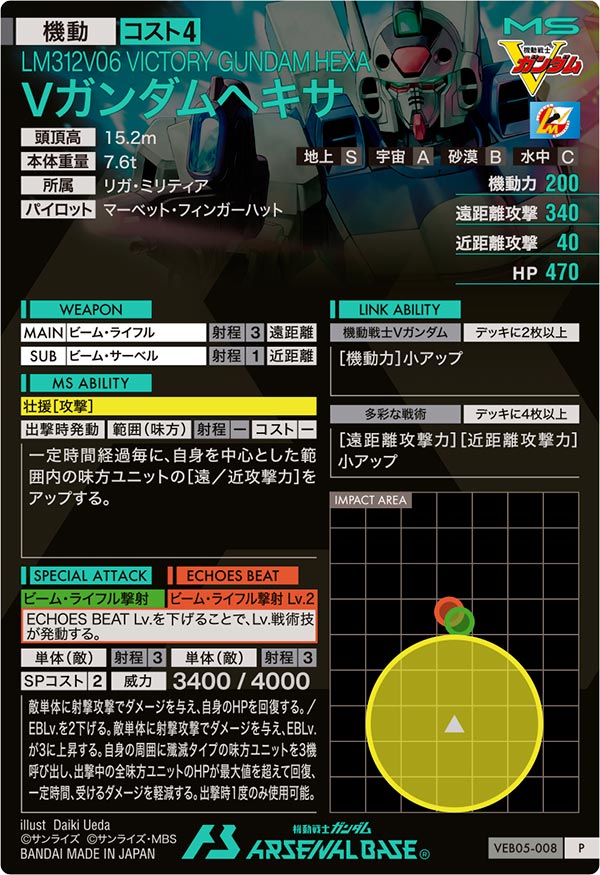 機動 コスト4
MS
LM312V06 VICTORY GUNDAM HEXA
機動戦士
Vガンダム
Vガンダムヘキサ
LM
頭頂高 15.2m
本体重量 7.6t
所属 リガ・ミリティア
パイロット マーベット・フィンガーハット
地上 S 宇宙 A 砂漠 B 水中 C
機動力 200
遠距離攻撃 340
近距離攻撃 40
HP 470
WEAPON
MAIN ビーム・ライフル 射程 3 遠距離
SUB ビーム・サーベル 射程 1 近距離
MS ABILITY
壮援[攻撃]
出撃時発動 範囲(味方) 射程 ー コスト ー
一定時間経過毎に、自身を中心とした範
囲内の味方ユニットの[遠/近攻撃力]を
アップする。
LINK ABILITY
機動戦士Vガンダム デッキに2枚以上
[機動力]小アップ
多彩な戦術 デッキに4枚以上
[遠距離攻撃力][近距離攻撃力]
小アップ
IMPACT AREA
SPECIAL ATTACK ECHOES BEAT
ビーム・ライフル撃射 ビーム・ライフル撃射 Lv.2
ECHOES BEAT Lv.を下げることで、Lv.戦術技
が発動する。
単体(敵) 射程 3 単体(敵) 射程 3
SPコスト 2 威力 3400 / 4000
敵単体に射撃攻撃でダメージを与え、自身のHPを回復する。/
EBLv.を2下げる。敵単体に射撃攻撃でダメージを与え、EBLv.
が3に上昇する。自身の周囲に殲滅タイプの味方ユニットを3機
呼び出し、出撃中の全味方ユニットのHPが最大値を超えて回復、
一定時間、受けるダメージを軽減する。出撃時1度のみ使用可能。
illust Daiki Ueda
©サンライズ ©サンライズ・MBS
BANDAI MADE IN JAPAN
機動戦士ガンダム
AB ARSENAL BASE ®
VEB05-008 P